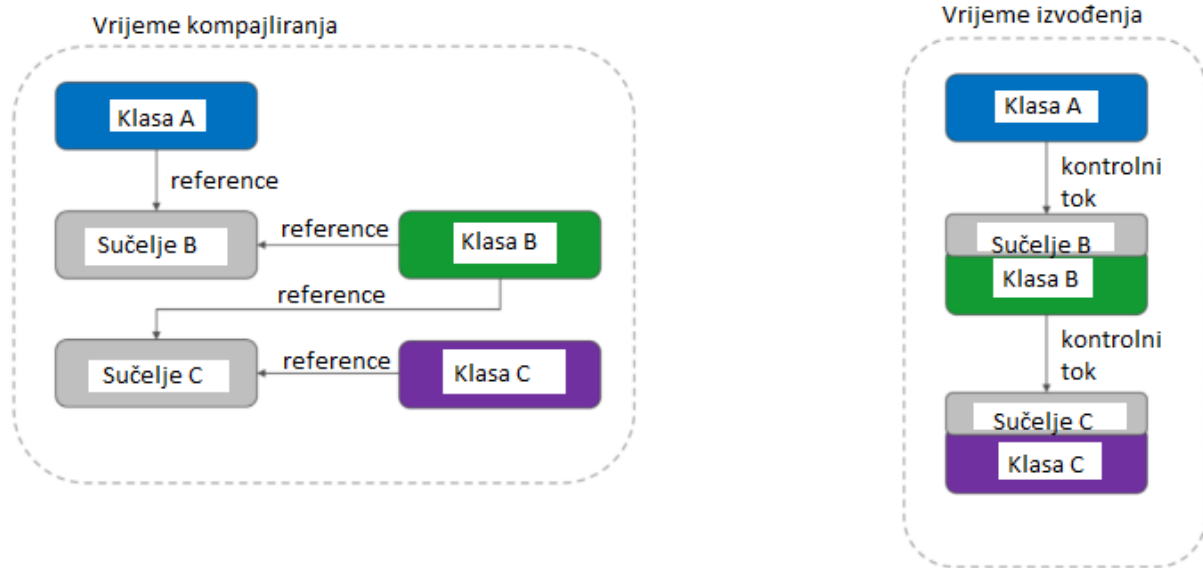 Vrijeme kompajliranja
Klasa A
reference
Sučelje B
reference
Klasa B
reference
Sučelje C
reference
Klasa C
Vrijeme izvođenja
Klasa A
kontrolni
tok
Sučelje B
Klasa B
kontrolni
tok
Sučelje C
Klasa C